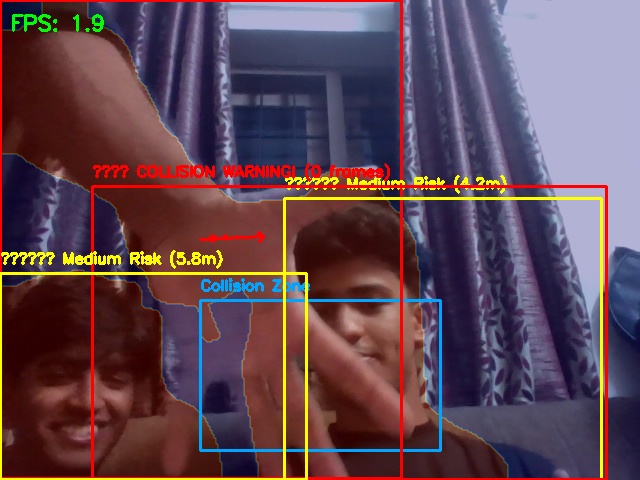 FPS: 1.9
???? COLLISION WARNING! (0 frames)
?????? Medium Risk (4.2m)
?????? Medium Risk (5.8m)
Collision Zone